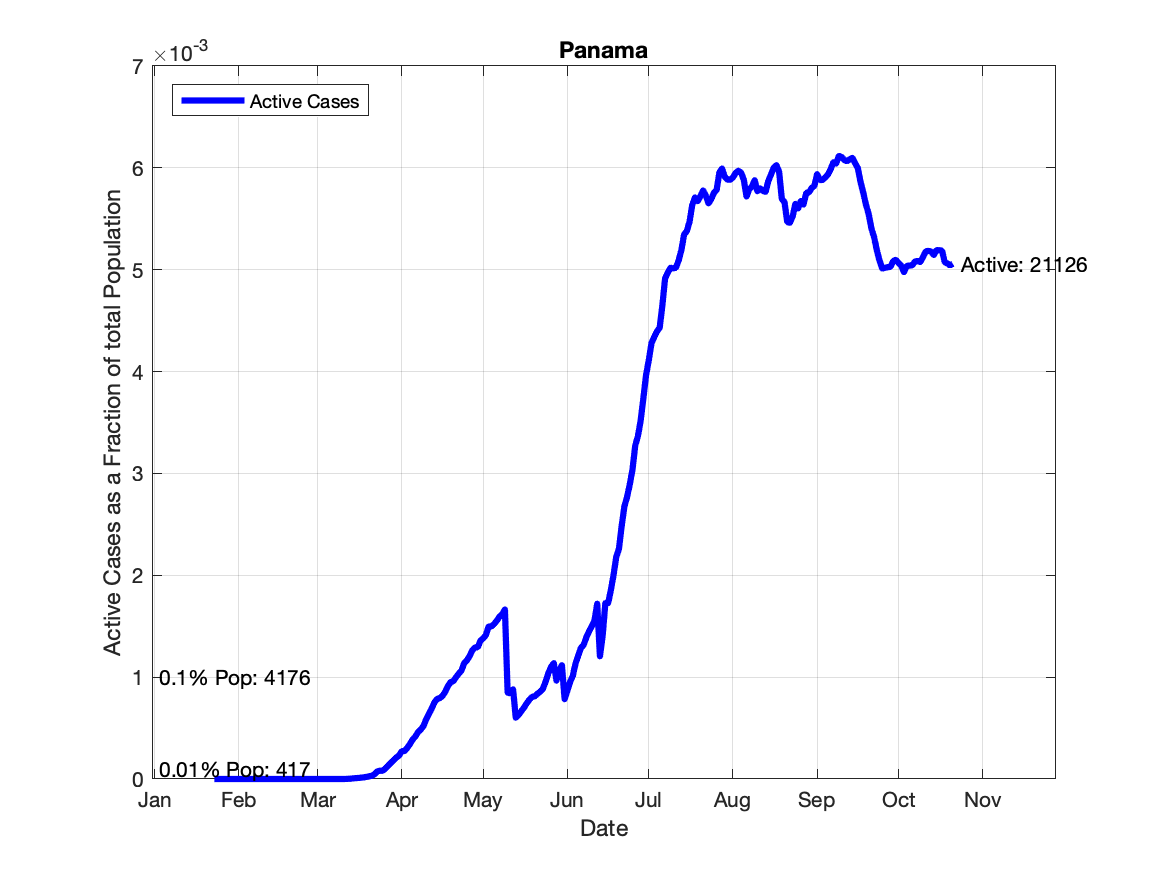 Panama
×10-3
7
6
5
4
3
2
1
0
Active Cases as a Fraction of total Population
Active Cases
Active: 21126
0.1% Pop: 4176
0.01% Pop: 417
Jan Feb Mar Apr May Jun Jul Aug Sep Oct Nov
Date